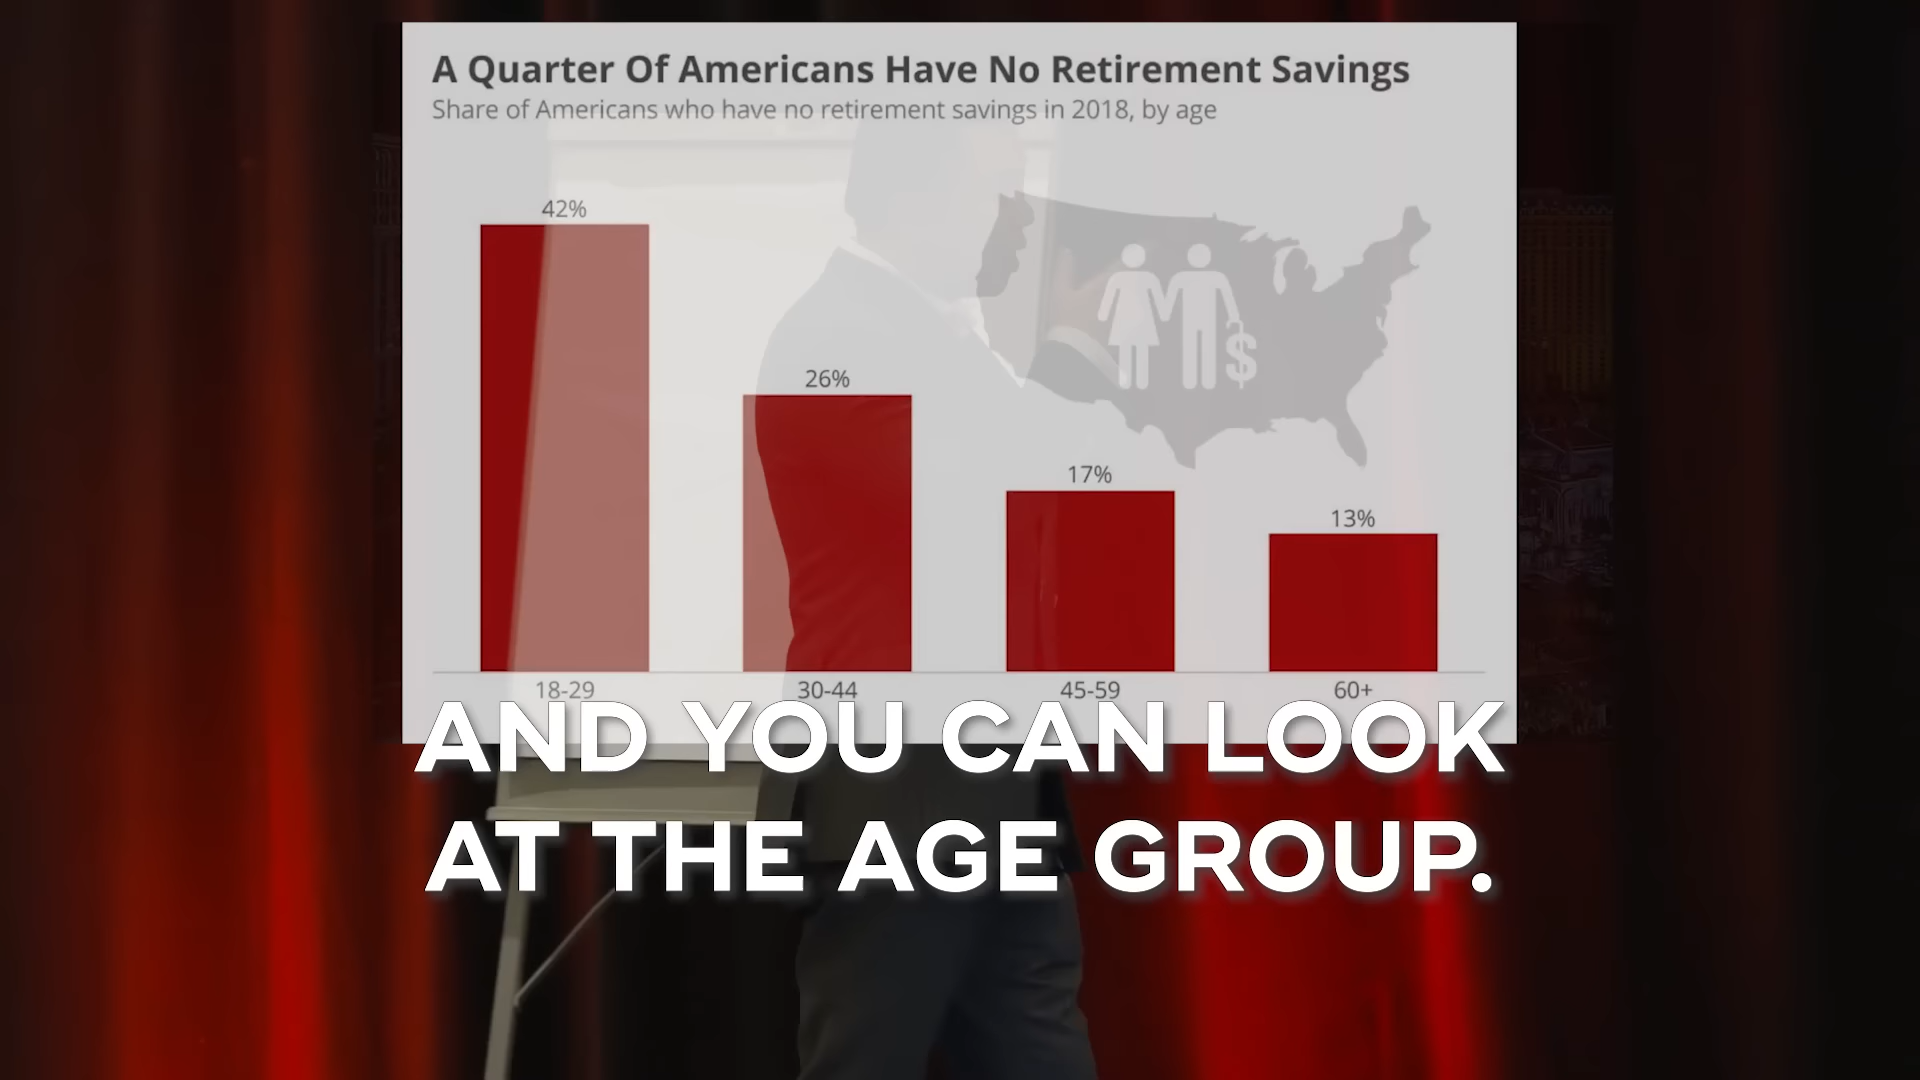 A Quarter Of Americans Have No Retirement Savings
Share of Americans who have no retirement savings in 2018, by age
42%
26%
17%
13%
$
18-29
30-44
45-59
60+
AND YOU CAN LOOK
AT THE AGE GROUP.